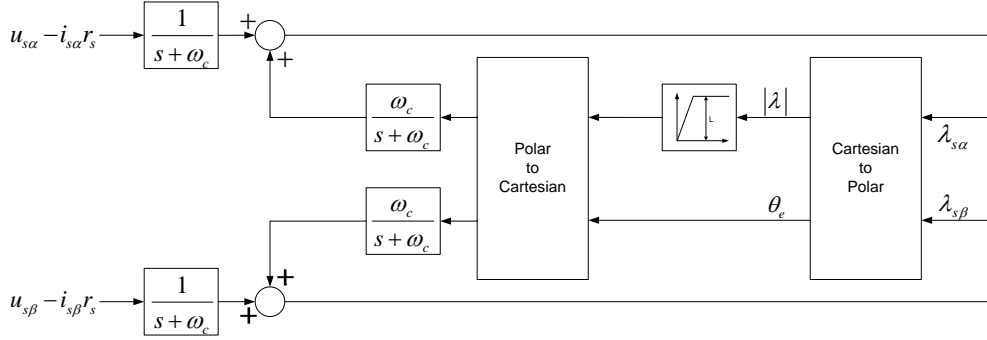 u_{sα} − i_{sα} r_s
1
s + ω_c
+
+
ω_c
s + ω_c
Polar
to
Cartesian
L
|λ|
Cartesian
to
Polar
λ_{sα}
ω_c
s + ω_c
θ_e
λ_{sβ}
u_{sβ} − i_{sβ} r_s
1
s + ω_c
+
+